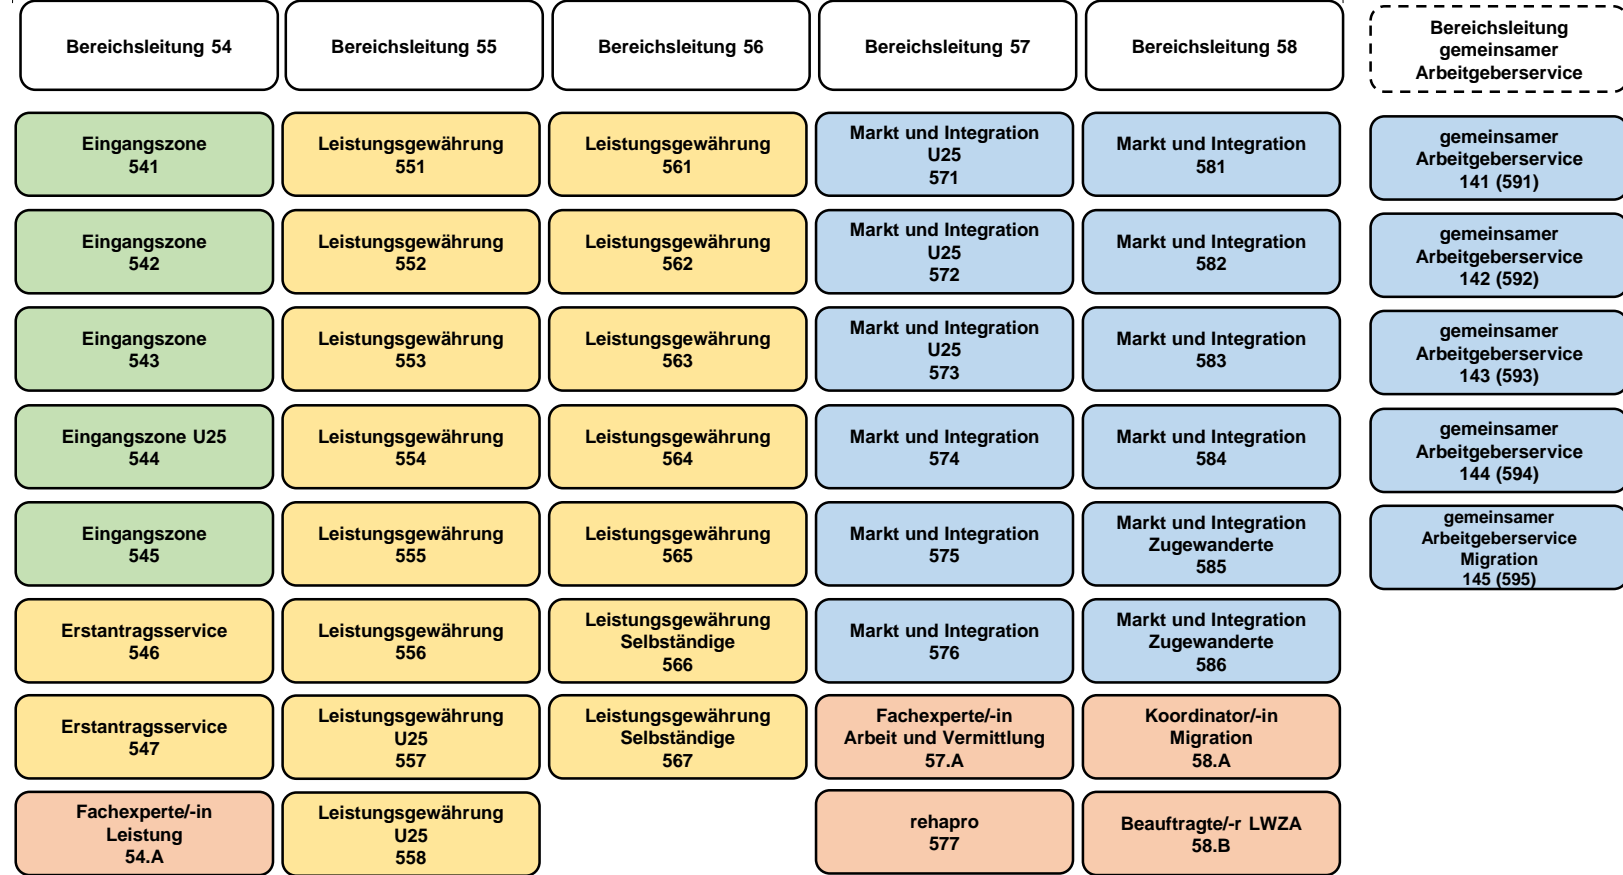 Bereichsleitung 54
Bereichsleitung 55
Bereichsleitung 56
Bereichsleitung 57
Bereichsleitung 58
Bereichsleitung
gemeinsamer
Arbeitgeberservice
Eingangszone
541
Leistungsgewährung
551
Leistungsgewährung
561
Markt und Integration
U25
571
Markt und Integration
581
gemeinsamer
Arbeitgeberservice
141 (591)
Eingangszone
542
Leistungsgewährung
552
Leistungsgewährung
562
Markt und Integration
U25
572
Markt und Integration
582
gemeinsamer
Arbeitgeberservice
142 (592)
Eingangszone
543
Leistungsgewährung
553
Leistungsgewährung
563
Markt und Integration
U25
573
Markt und Integration
583
gemeinsamer
Arbeitgeberservice
143 (593)
Eingangszone U25
544
Leistungsgewährung
554
Leistungsgewährung
564
Markt und Integration
574
Markt und Integration
584
gemeinsamer
Arbeitgeberservice
144 (594)
Eingangszone
545
Leistungsgewährung
555
Leistungsgewährung
565
Markt und Integration
575
Markt und Integration
Zugewanderte
585
gemeinsamer
Arbeitgeberservice
Migration
145 (595)
Erstantragsservice
546
Leistungsgewährung
556
Leistungsgewährung
Selbständige
566
Markt und Integration
576
Markt und Integration
Zugewanderte
586
Erstantragsservice
547
Leistungsgewährung
U25
557
Leistungsgewährung
Selbständige
567
Fachexperte/-in
Arbeit und Vermittlung
57.A
Koordinator/-in
Migration
58.A
Fachexperte/-in
Leistung
54.A
Leistungsgewährung
U25
558
rehapro
577
Beauftragte/-r LWZA
58.B